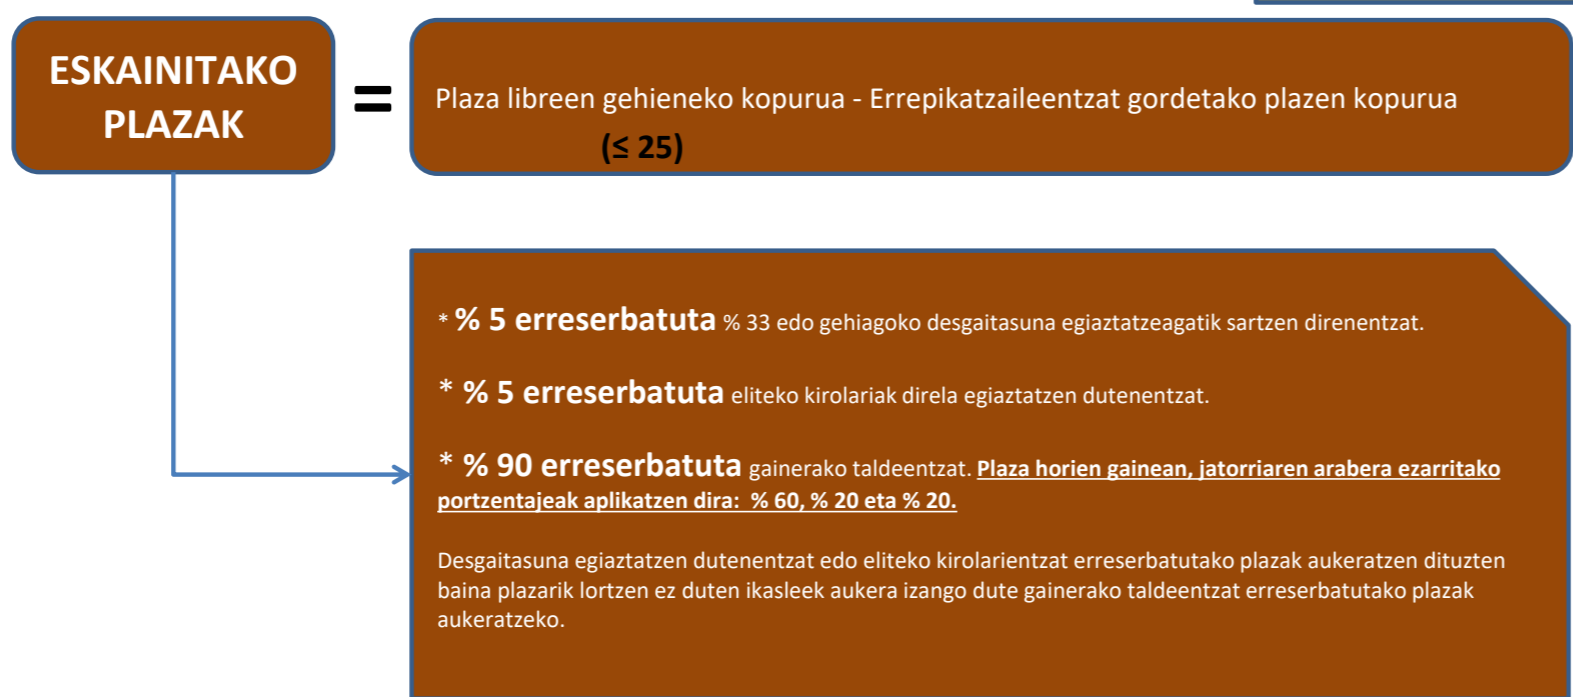 ESKAINITAKO
PLAZAK
=
Plaza libreen gehieneko kopurua - Errepikatzaileentzat gordetako plazen kopurua
(≤ 25)
* % 5 erreserbatuta % 33 edo gehiagoko desgaitasuna egiaztatzeagatik sartzen direnentzat.
* % 5 erreserbatuta eliteko kirolariak direla egiaztatzen dutenentzat.
* % 90 erreserbatuta gainerako taldeentzat. Plaza horien gainean, jatorriaren arabera ezarritako
portzentajeak aplikatzen dira: % 60, % 20 eta % 20.
Desgaitasuna egiaztatzen dutenentzat edo eliteko kirolarientzat erreserbatutako plazak aukeratzen dituzten
baina plazarik lortzen ez duten ikasleek aukera izango dute gainerako taldeentzat erreserbatutako plazak
aukeratzeko.